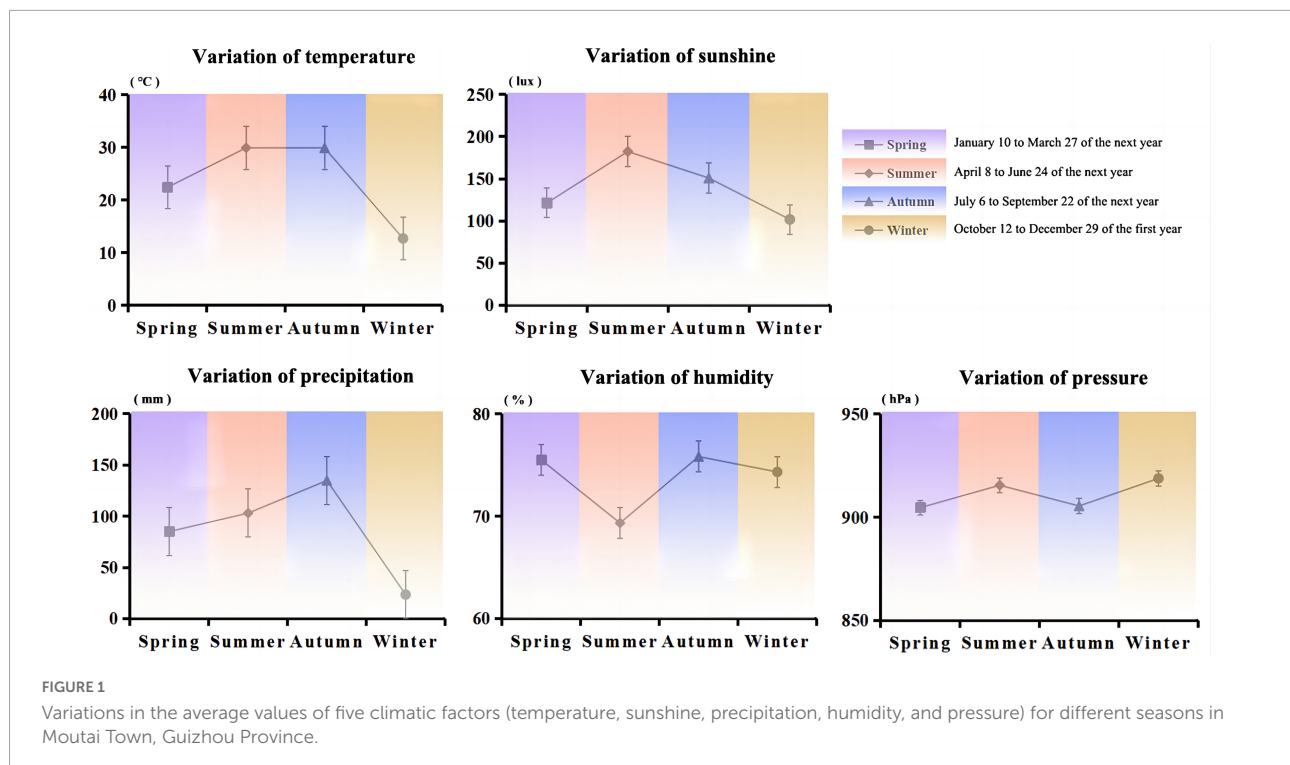 Variation of temperature
( °C )
40
30
20
10
0
Spring Summer Autumn Winter
Variation of sunshine
( lux )
250
200
150
100
50
0
Spring Summer Autumn Winter
Spring January 10 to March 27 of the next year
Summer April 8 to June 24 of the next year
Autumn July 6 to September 22 of the next year
Winter October 12 to December 29 of the first year
Variation of precipitation
( mm )
200
150
100
50
0
Spring Summer Autumn Winter
Variation of humidity
( % )
80
70
60
Spring Summer Autumn Winter
Variation of pressure
( hPa )
950
900
850
Spring Summer Autumn Winter
FIGURE 1
Variations in the average values of five climatic factors (temperature, sunshine, precipitation, humidity, and pressure) for different seasons in
Moutai Town, Guizhou Province.